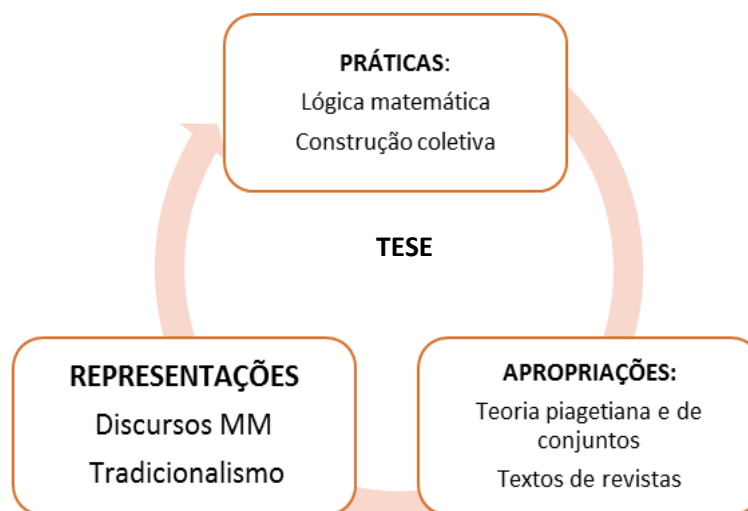 PRÁTICAS:
Lógica matemática
Construção coletiva
TESE
REPRESENTAÇÕES
Discursos MM
Tradicionalismo
APROPRIAÇÕES:
Teoria piagetiana e de
conjuntos
Textos de revistas